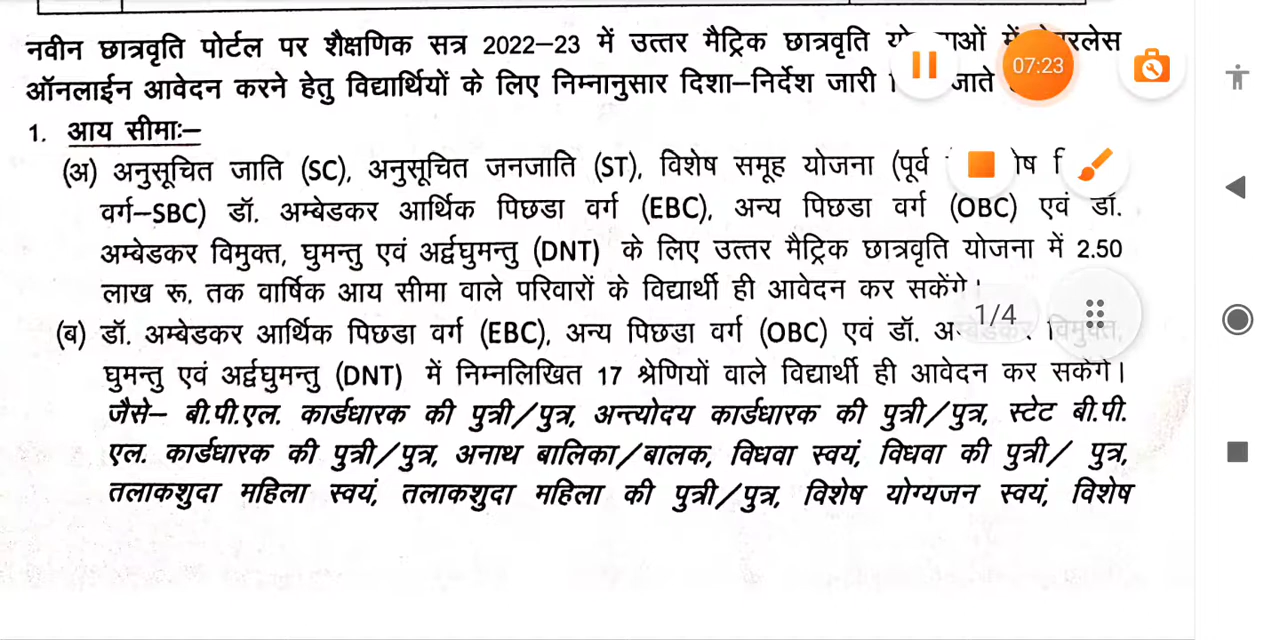 नवीन छात्रवृति पोर्टल पर शैक्षणिक सत्र 2022–23 में उत्तर मैट्रिक छात्रवृति में
07:23
ऑनलाईन आवेदन करने हेतु विद्यार्थियों के लिए निम्नानुसार दिशा–निर्देश जारी जाते
1. आय सीमाः–
(अ) अनुसूचित जाति (SC), अनुसूचित जनजाति (ST), विशेष समूह योजना (पूर्व
वर्ग–SBC) डॉ. अम्बेडकर आर्थिक पिछडा वर्ग (EBC), अन्य पिछडा वर्ग (OBC) एवं डॉ.
अम्बेडकर विमुक्त, घुमन्तु एवं अर्द्वघुमन्तु (DNT) के लिए उत्तर मैट्रिक छात्रवृति योजना में 2.50
लाख रू. तक वार्षिक आय सीमा वाले परिवारों के विद्यार्थी ही आवेदन कर सकेंगे
1/4
(ब) डॉ. अम्बेडकर आर्थिक पिछडा वर्ग (EBC), अन्य पिछडा वर्ग (OBC) एवं डॉ. अम्बेडकर विमुक्त,
घुमन्तु एवं अर्द्वघुमन्तु (DNT) में निम्नलिखित 17 श्रेणियों वाले विद्यार्थी ही आवेदन कर सकेंगे।
जैसे– बी.पी.एल. कार्डधारक की पुत्री/पुत्र, अन्त्योदय कार्डधारक की पुत्री/पुत्र, स्टेट बी.पी.
एल. कार्डधारक की पुत्री/पुत्र, अनाथ बालिका/बालक, विधवा स्वयं, विधवा की पुत्री/ पुत्र,
तलाकशुदा महिला स्वयं, तलाकशुदा महिला की पुत्री/पुत्र, विशेष योग्यजन स्वयं, विशेष